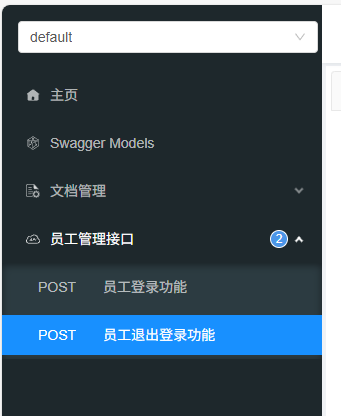 default
主页
Swagger Models
文档管理
员工管理接口 2
POST 员工登录功能
POST 员工退出登录功能